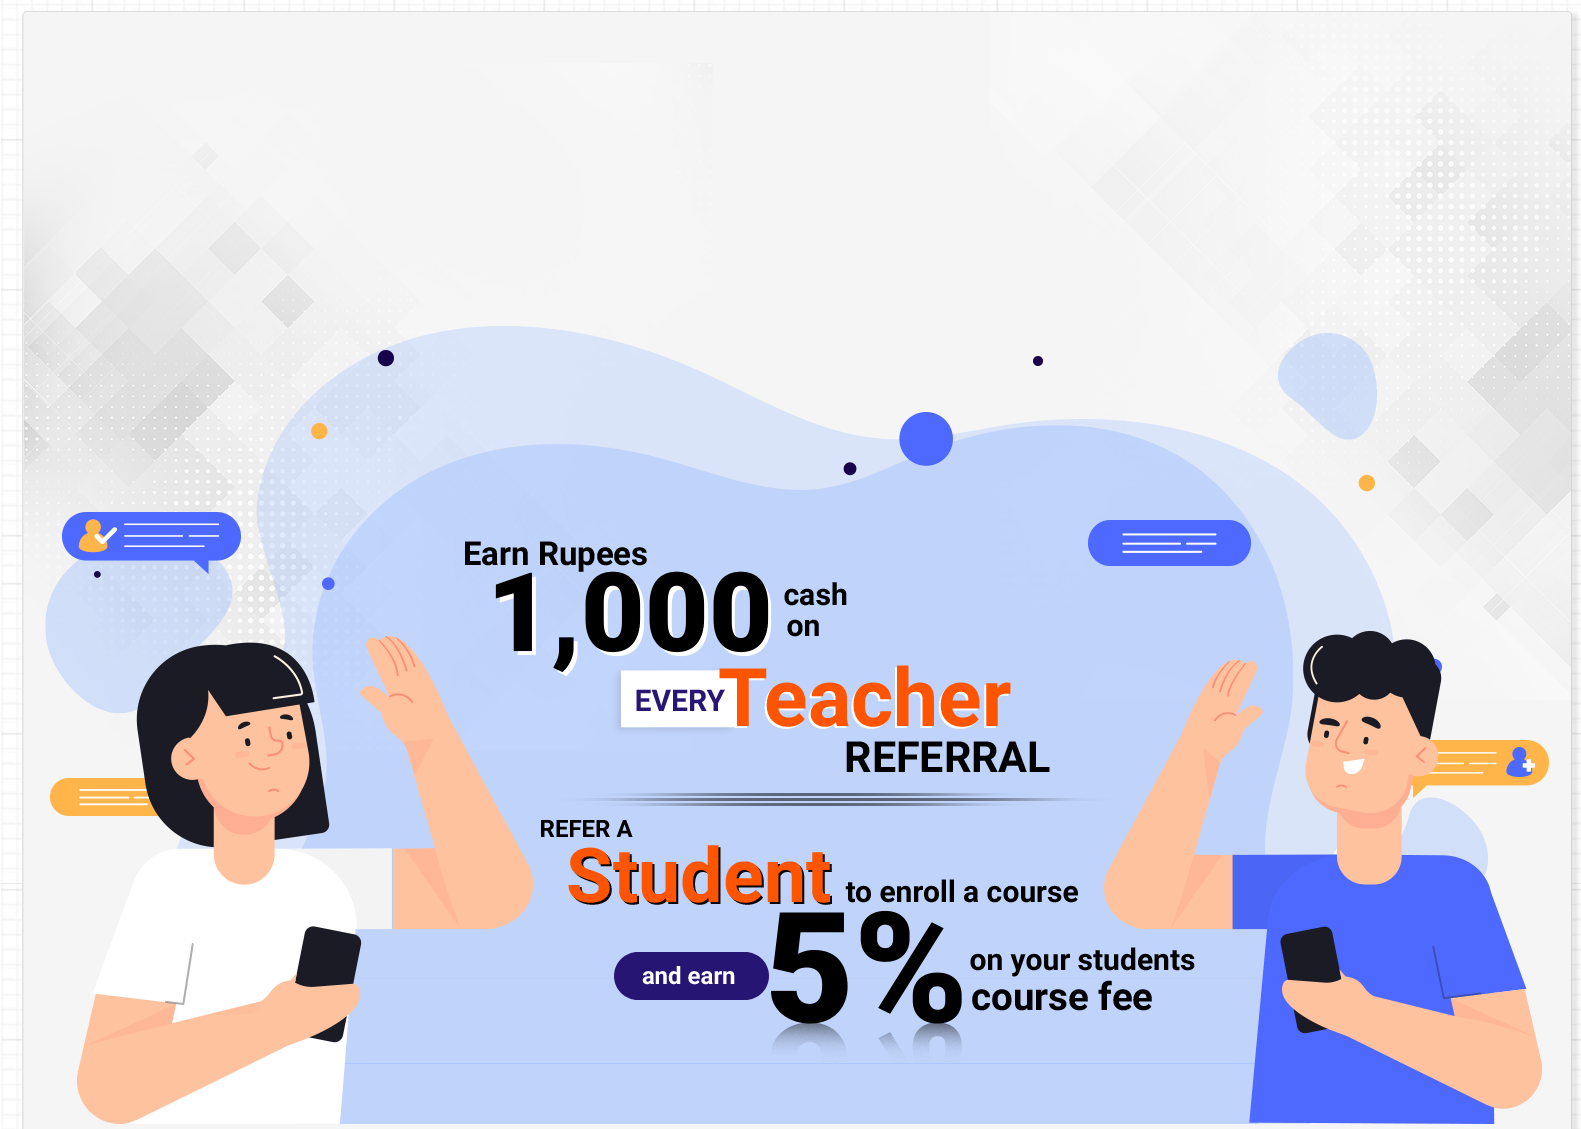 Earn Rupees
1,000 cash
on
EVERY Teacher
REFERRAL
REFER A
Student to enroll a course
and earn 5% on your students
course fee